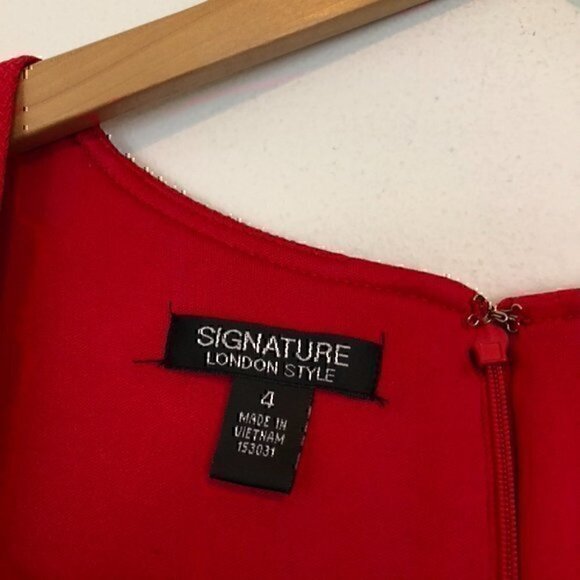 SIGNATURE
LONDON STYLE
4
MADE IN
VIETNAM
153031